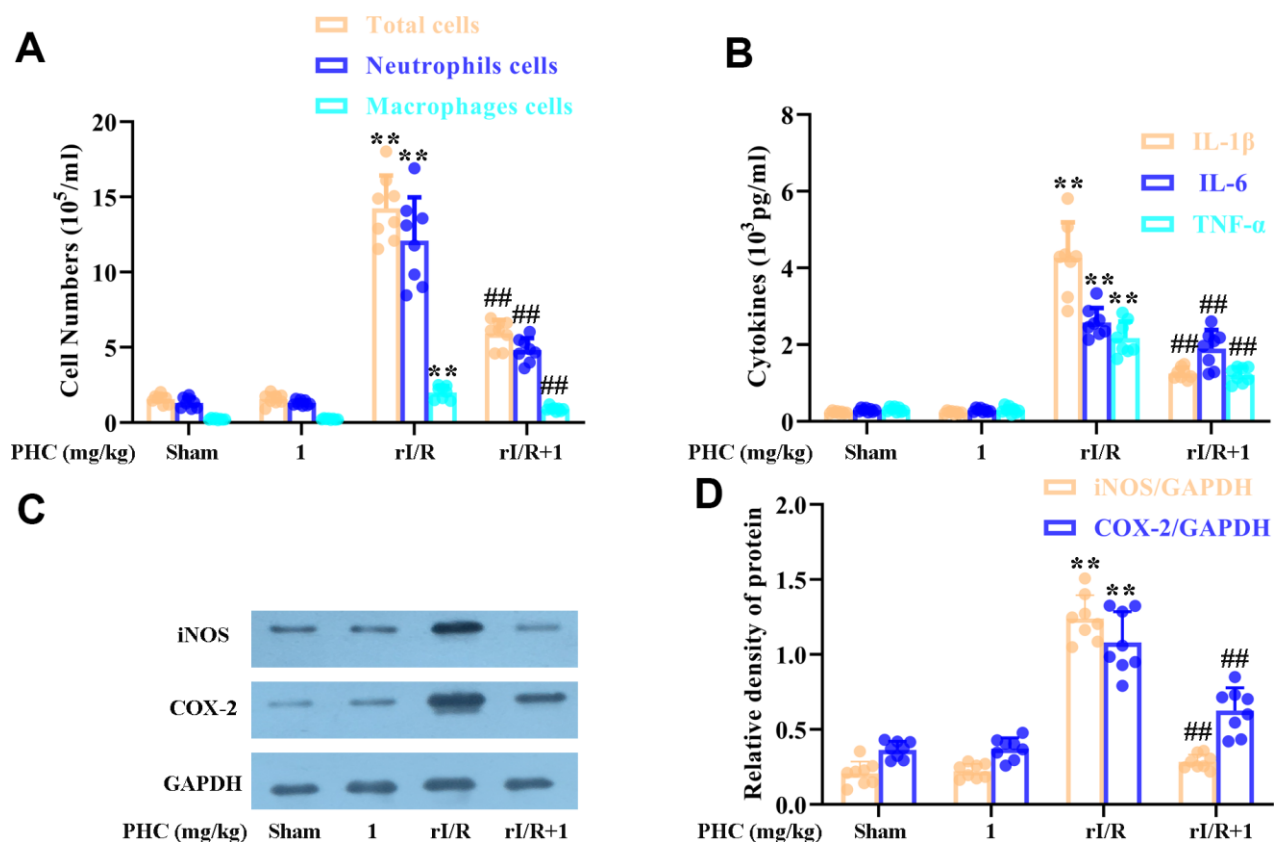 A
Total cells
Neutrophils cells
Macrophages cells
Cell Numbers (10⁵/ml)
20
15
10
5
0
** ** **
## ## ##
PHC (mg/kg) Sham 1 rI/R rI/R+1
B
IL-1β
IL-6
TNF-α
Cytokines (10³pg/ml)
8
6
4
2
0
** ** **
## ## ##
PHC (mg/kg) Sham 1 rI/R rI/R+1
C
iNOS
COX-2
GAPDH
PHC (mg/kg) Sham 1 rI/R rI/R+1
D
iNOS/GAPDH
COX-2/GAPDH
Relative density of protein
2.0
1.5
1.0
0.5
0.0
** **
## ##
PHC (mg/kg) Sham 1 rI/R rI/R+1